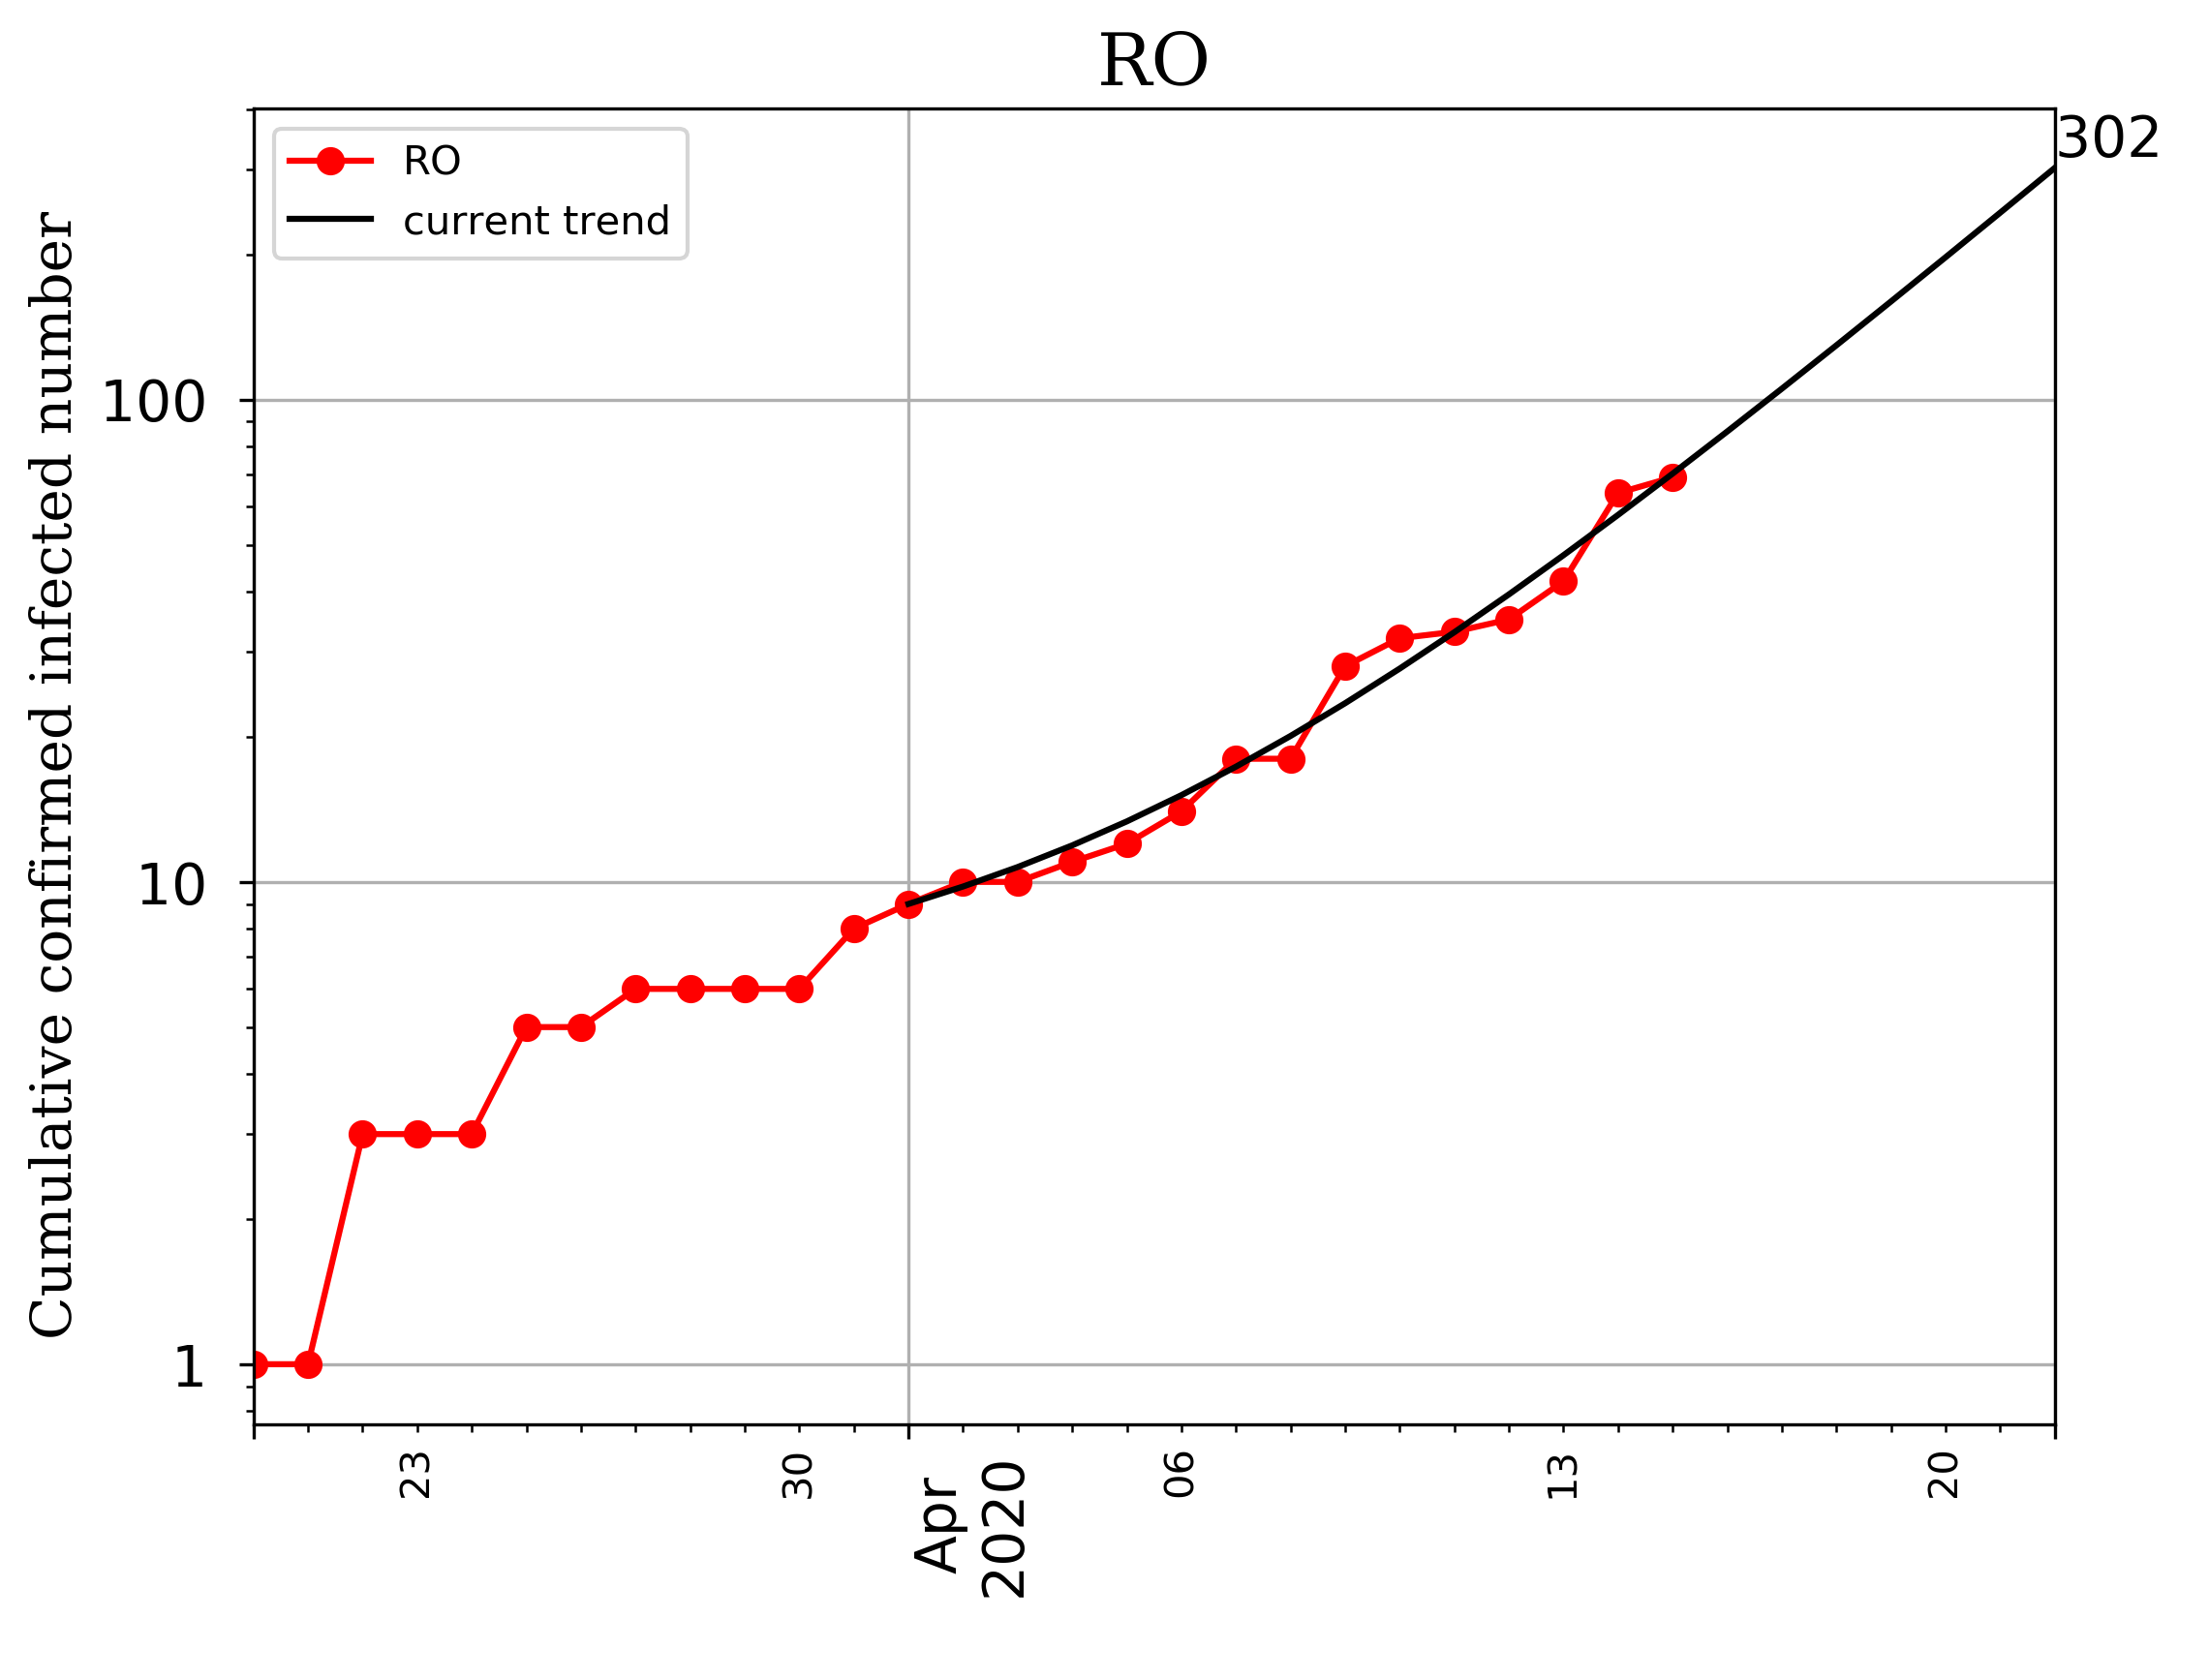 RO
302
RO
current trend
Cumulative confirmed infected number
100
10
1
23
30
06
13
20
Apr
2020